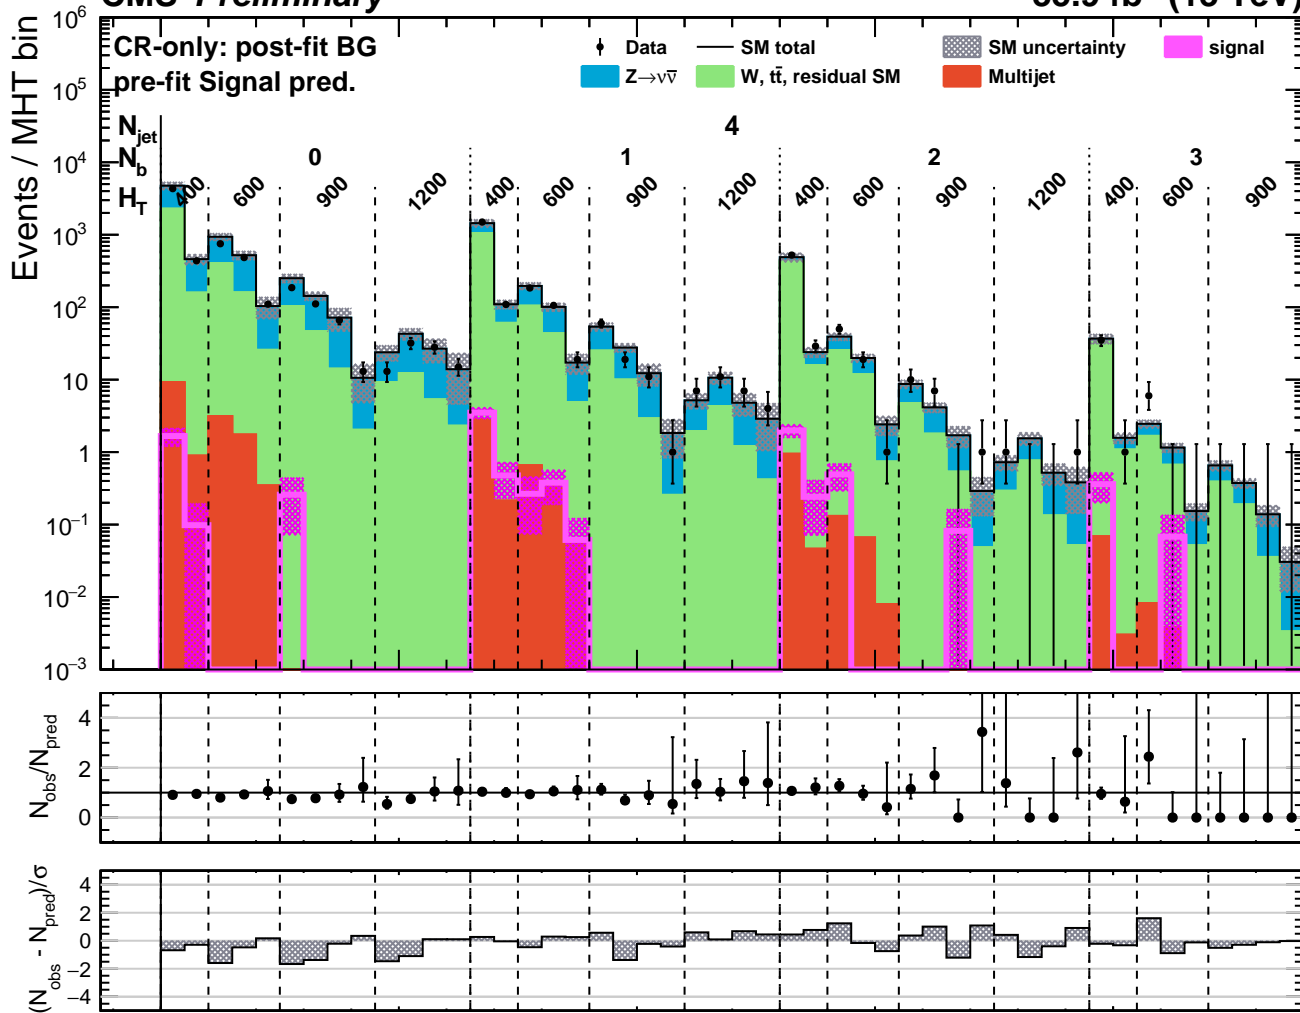 CMS Preliminary
Events / MHT bin
10^6
10^5
10^4
10^3
10^2
10
1
10^−1
10^−2
10^−3
CR-only: post-fit BG
pre-fit Signal pred.
Data
SM total
SM uncertainty
signal
Z→νν̄
W, tt̄, residual SM
Multijet
N_jet
4
N_b
0 1 2 3
H_T
400 600 900 1200 400 600 900 1200 400 600 900 1200 400 600 900
N_obs/N_pred
4
2
0
(N_obs - N_pred)/σ
4
2
0
−2
−4